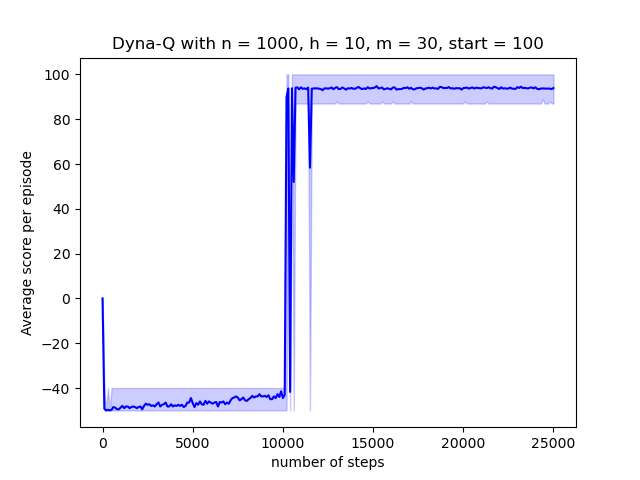 Dyna-Q with n = 1000, h = 10, m = 30, start = 100
100
80
60
40
20
0
−20
−40
Average score per episode
0 5000 10000 15000 20000 25000
number of steps